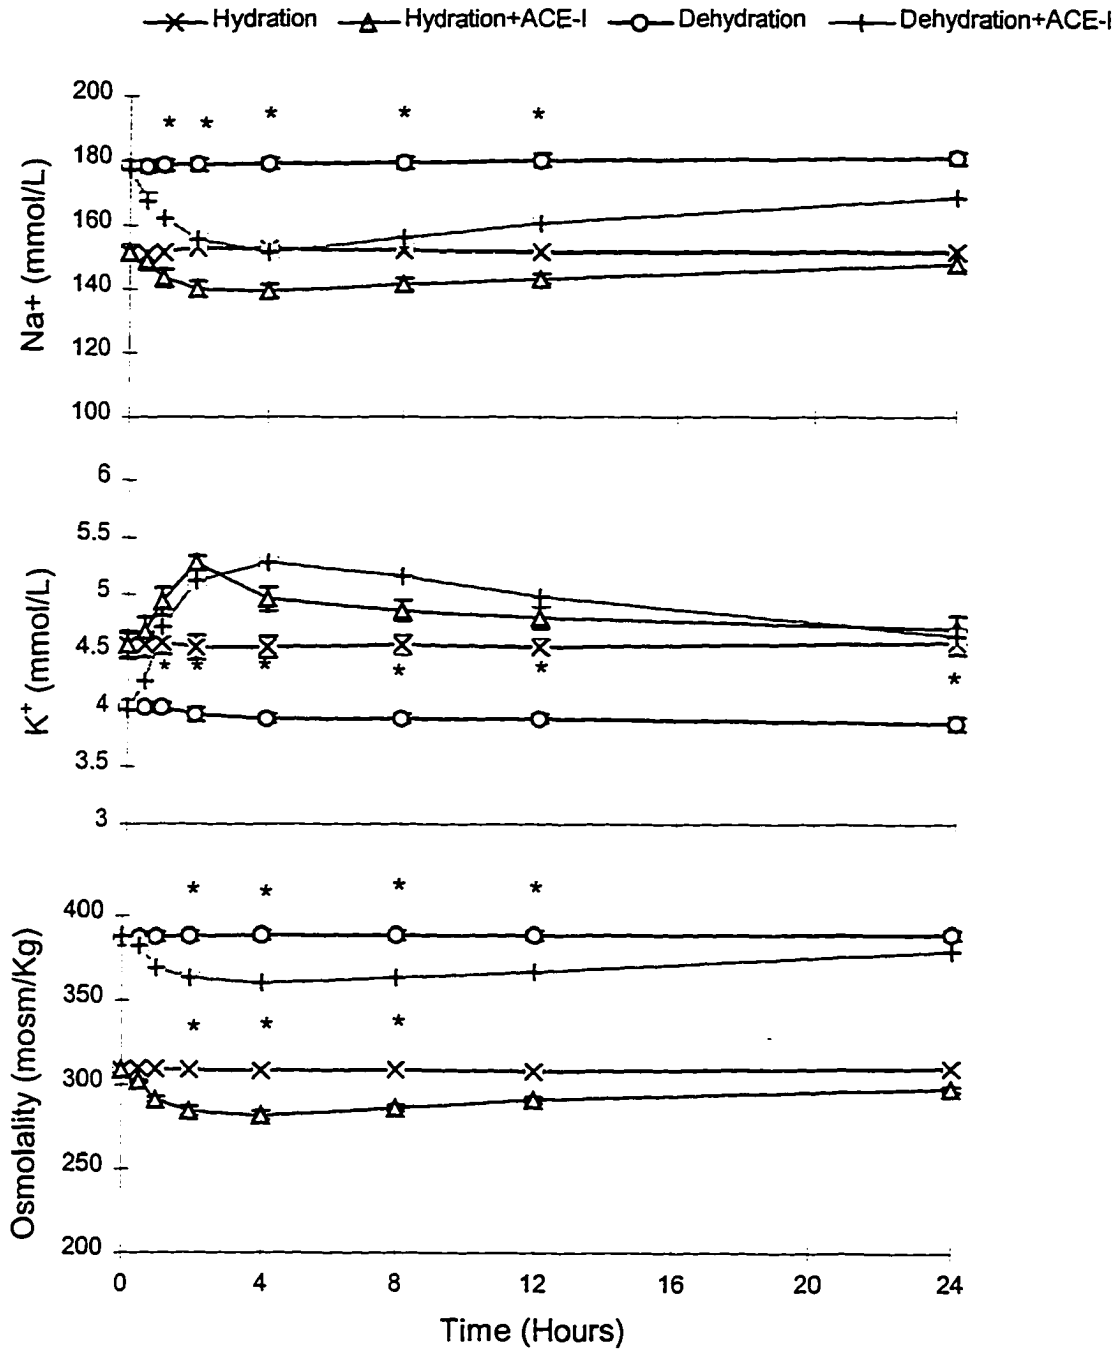 Hydration Hydration+ACE-I Dehydration Dehydration+ACE-I
Na+ (mmol/L)
200
* * * * *
180
160
140
120
100
K+ (mmol/L)
6
5.5
5
4.5
* * * * * *
4
3.5
3
Osmolality (mosm/Kg)
* * * *
400
350
* * *
300
250
200
0 4 8 12 16 20 24
Time (Hours)